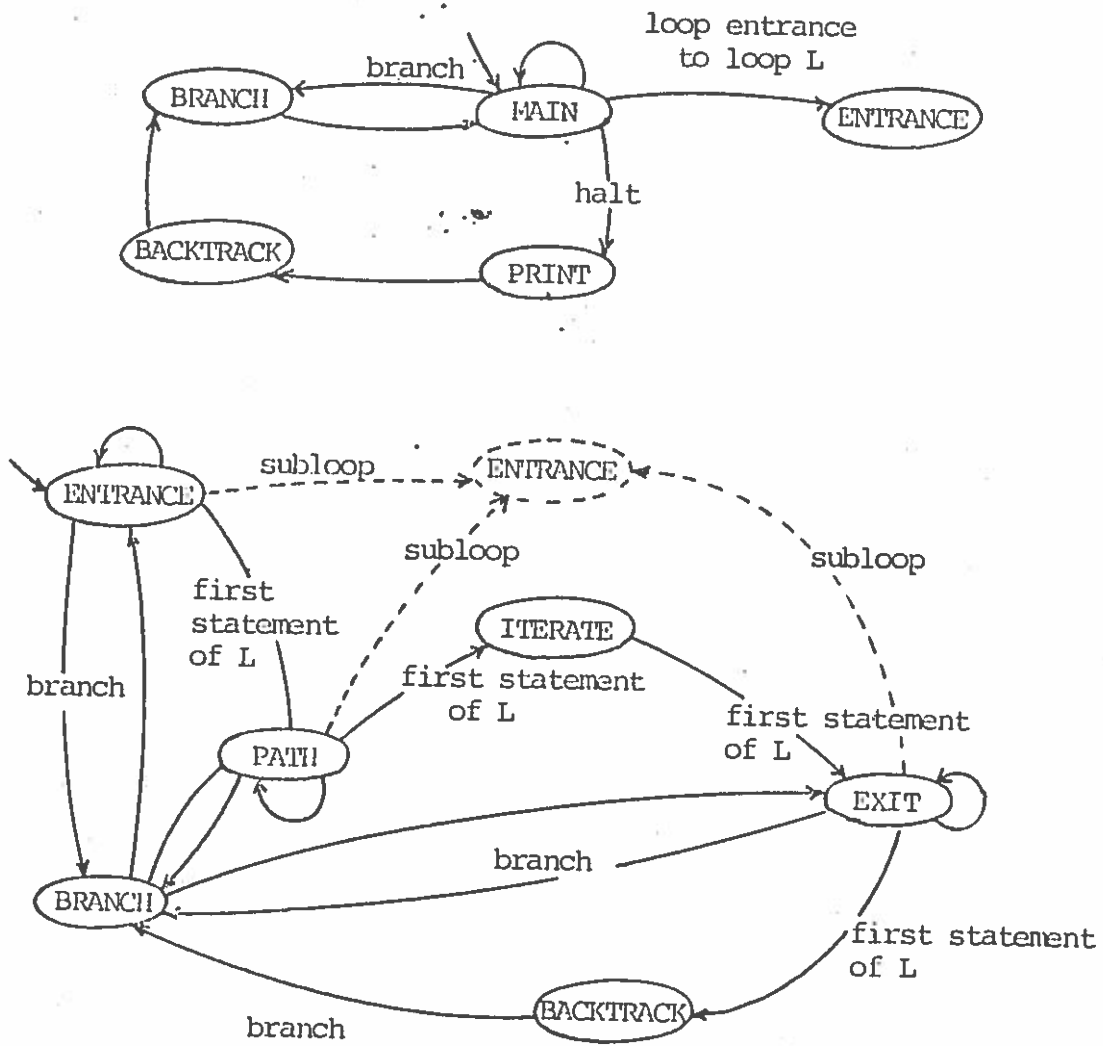 loop entrance
to loop L
branch
BRANCH
MAIN
ENTRANCE
halt
BACKTRACK
PRINT
ENTRANCE
subloop
ENTRANCE
subloop
subloop
first
statement
of L
ITERATE
branch
first statement
of L
first statement
of L
PATH
EXIT
branch
BRANCH
first statement
of L
BACKTRACK
branch